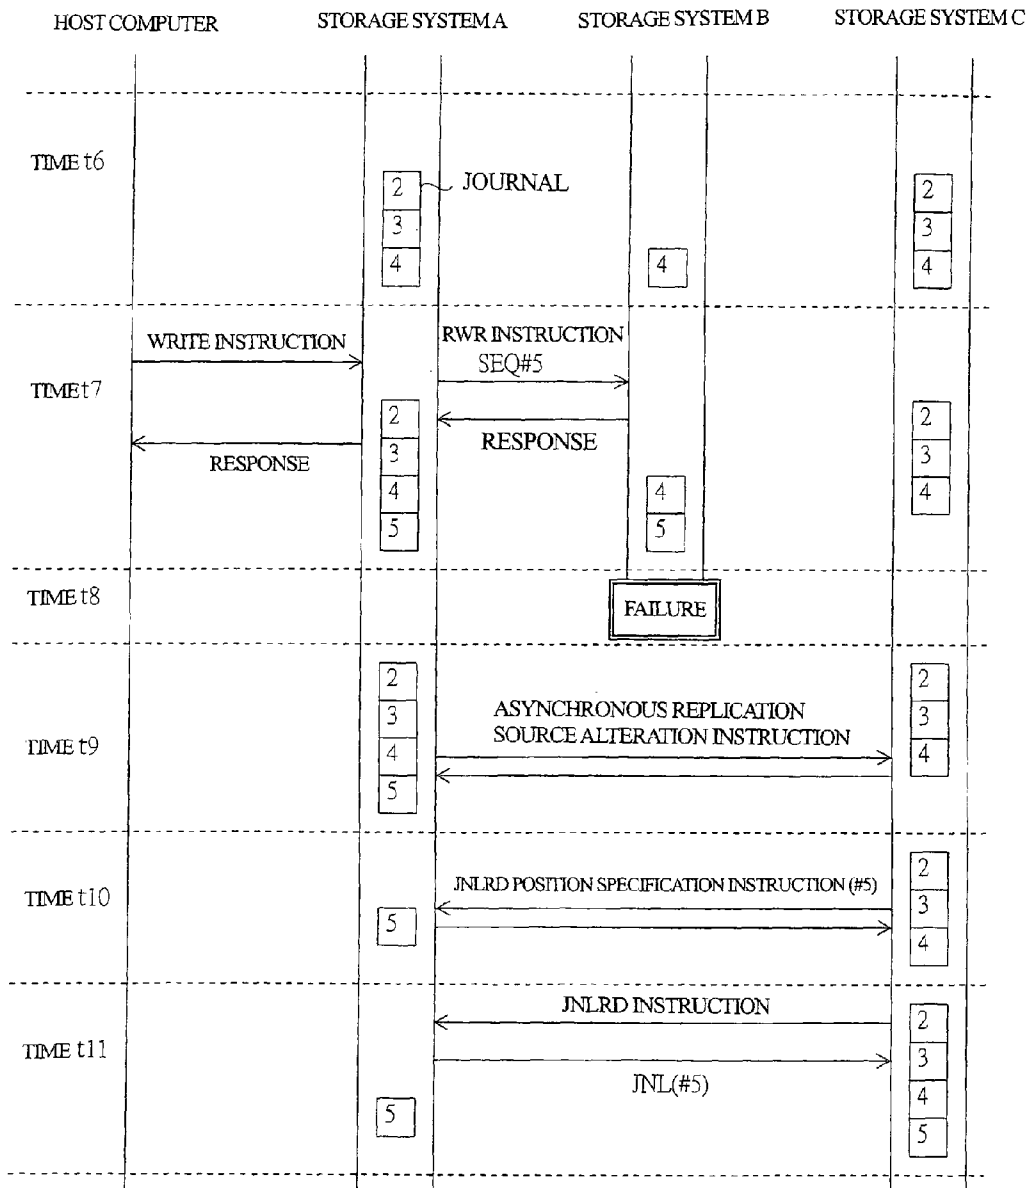 HOST COMPUTER STORAGE SYSTEM A STORAGE SYSTEM B STORAGE SYSTEM C
TIME t6
2 JOURNAL 2
3 3
4 4 4
WRITE INSTRUCTION RWR INSTRUCTION
SEQ#5
TIME t7
2 RESPONSE 2
RESPONSE 3 3
4 4 4
5 5
TIME t8 FAILURE
2 2
3 ASYNCHRONOUS REPLICATION 3
SOURCE ALTERATION INSTRUCTION
TIME t9 4 4
5
2
TIME t10 JNLRD POSITION SPECIFICATION INSTRUCTION (#5)
5 3
4
JNLRD INSTRUCTION 2
TIME t11 3
JNL(#5)
5 4
5